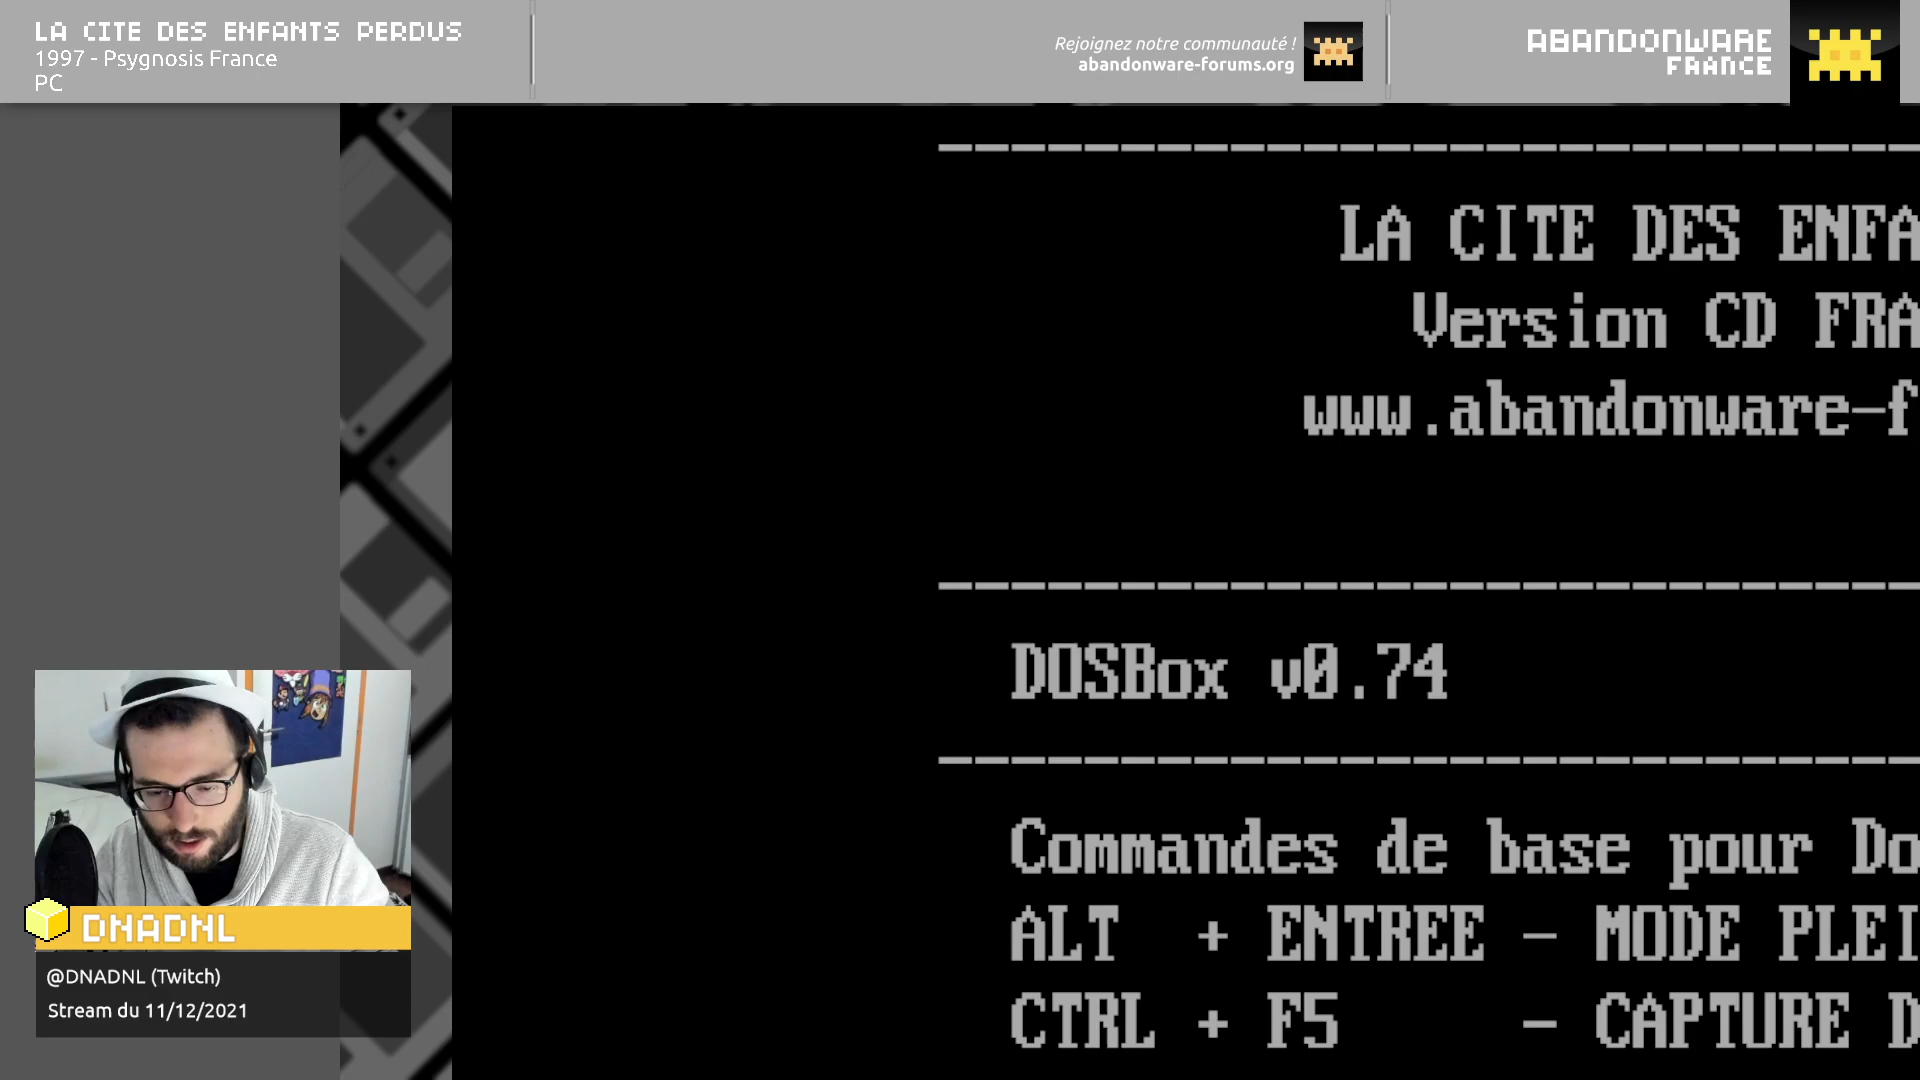 LA CITE DES ENFANTS PERDUS
1997 - Psygnosis France
PC
Rejoignez notre communauté !
abandonware-forums.org
ABANDONWARE
FRANCE
LA CITE DES ENFA
Version CD FRA
www.abandonware-f
DOSBox v0.74
Commandes de base pour Do
ALT + ENTREE - MODE PLEI
CTRL + F5 - CAPTURE D
DNADNL
@DNADNL (Twitch)
Stream du 11/12/2021